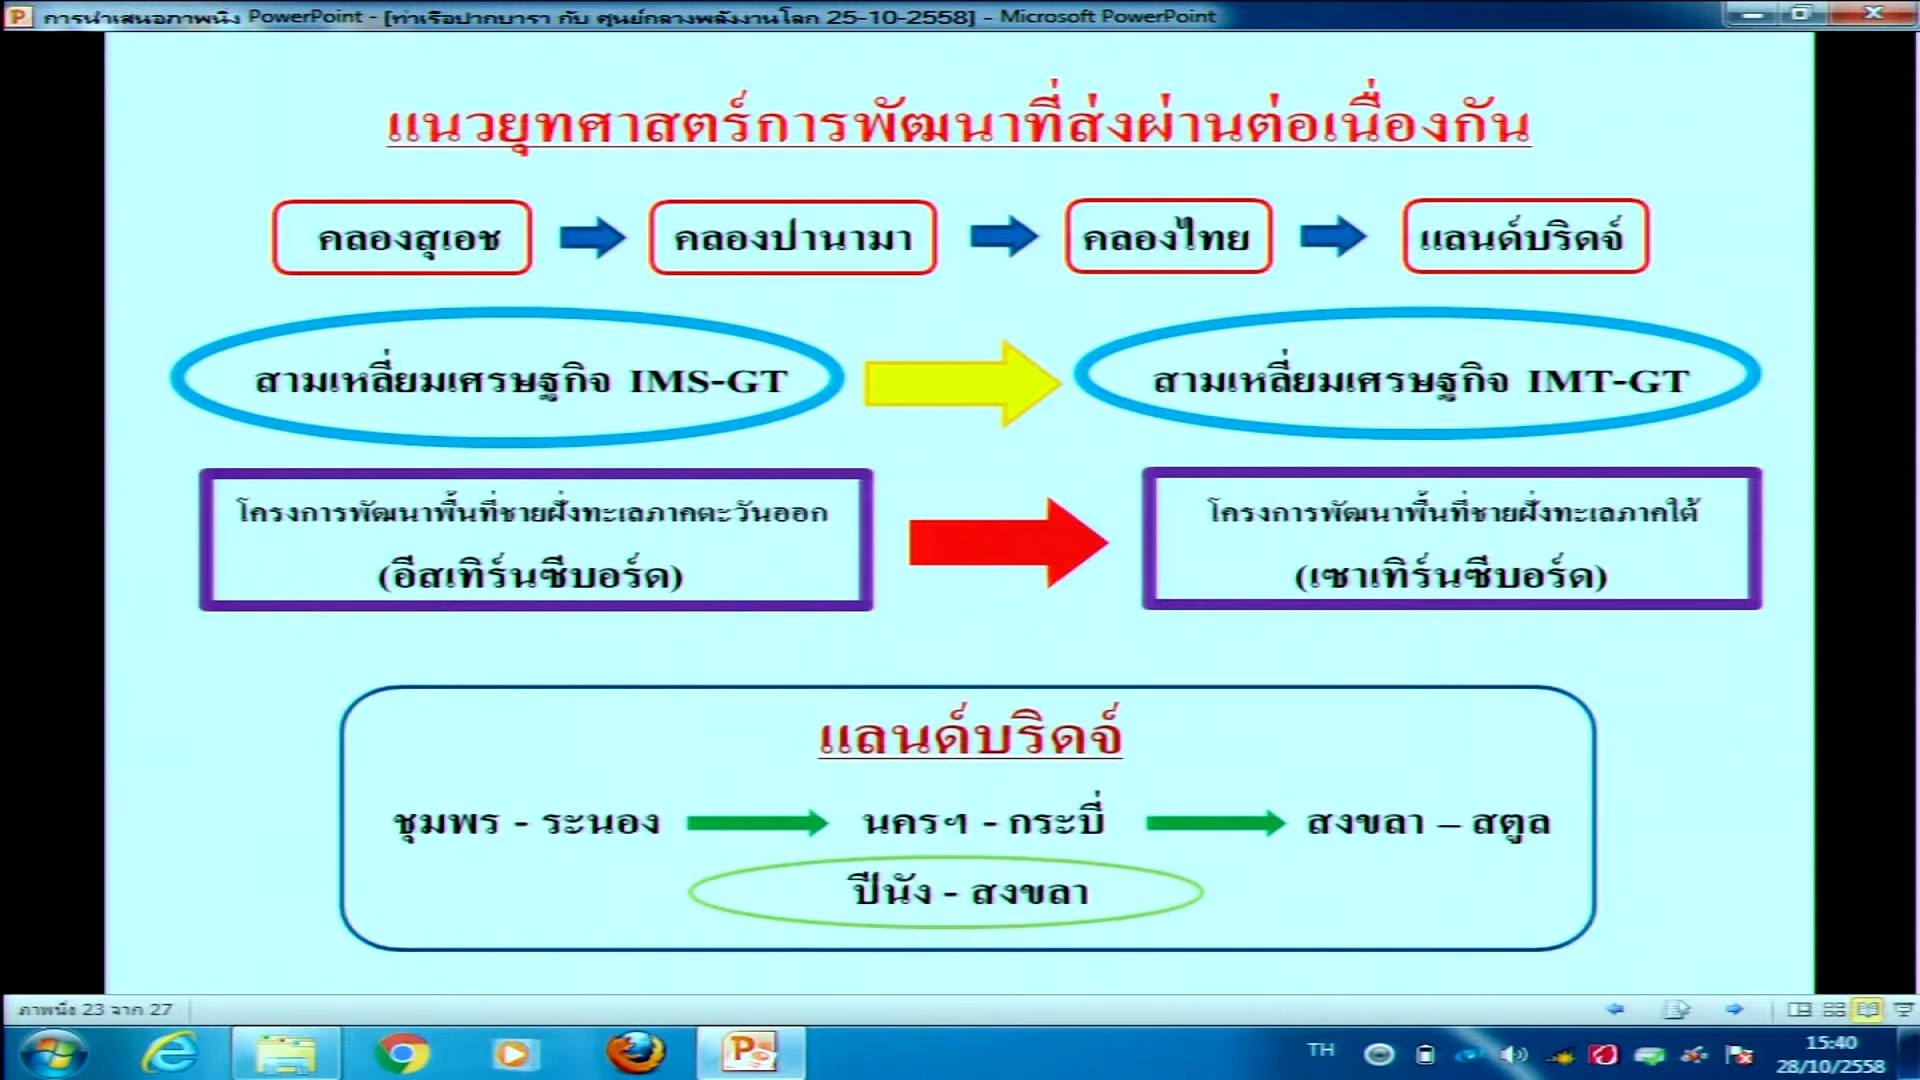 การนำเสนอภาพนิ่ง PowerPoint - [ท่าเรือปากบารา กับ ศูนย์กลางพลังงานโลก 25-10-2558] - Microsoft PowerPoint
แนวยุทศาสตร์การพัฒนาที่ส่งผ่านต่อเนื่องกัน
คลองสุเอช คลองปานามา คลองไทย แลนด์บริดจ์
สามเหลี่ยมเศรษฐกิจ IMS-GT สามเหลี่ยมเศรษฐกิจ IMT-GT
โครงการพัฒนาพื้นที่ชายฝั่งทะเลภาคตะวันออก
(อีสเทิร์นซีบอร์ด)
โครงการพัฒนาพื้นที่ชายฝั่งทะเลภาคใต้
(เซาเทิร์นซีบอร์ด)
แลนด์บริดจ์
ชุมพร - ระนอง นครฯ - กระบี่ สงขลา – สตูล
ปีนัง - สงขลา
ภาพนิ่ง 23 จาก 27
TH
15:40
28/10/2558